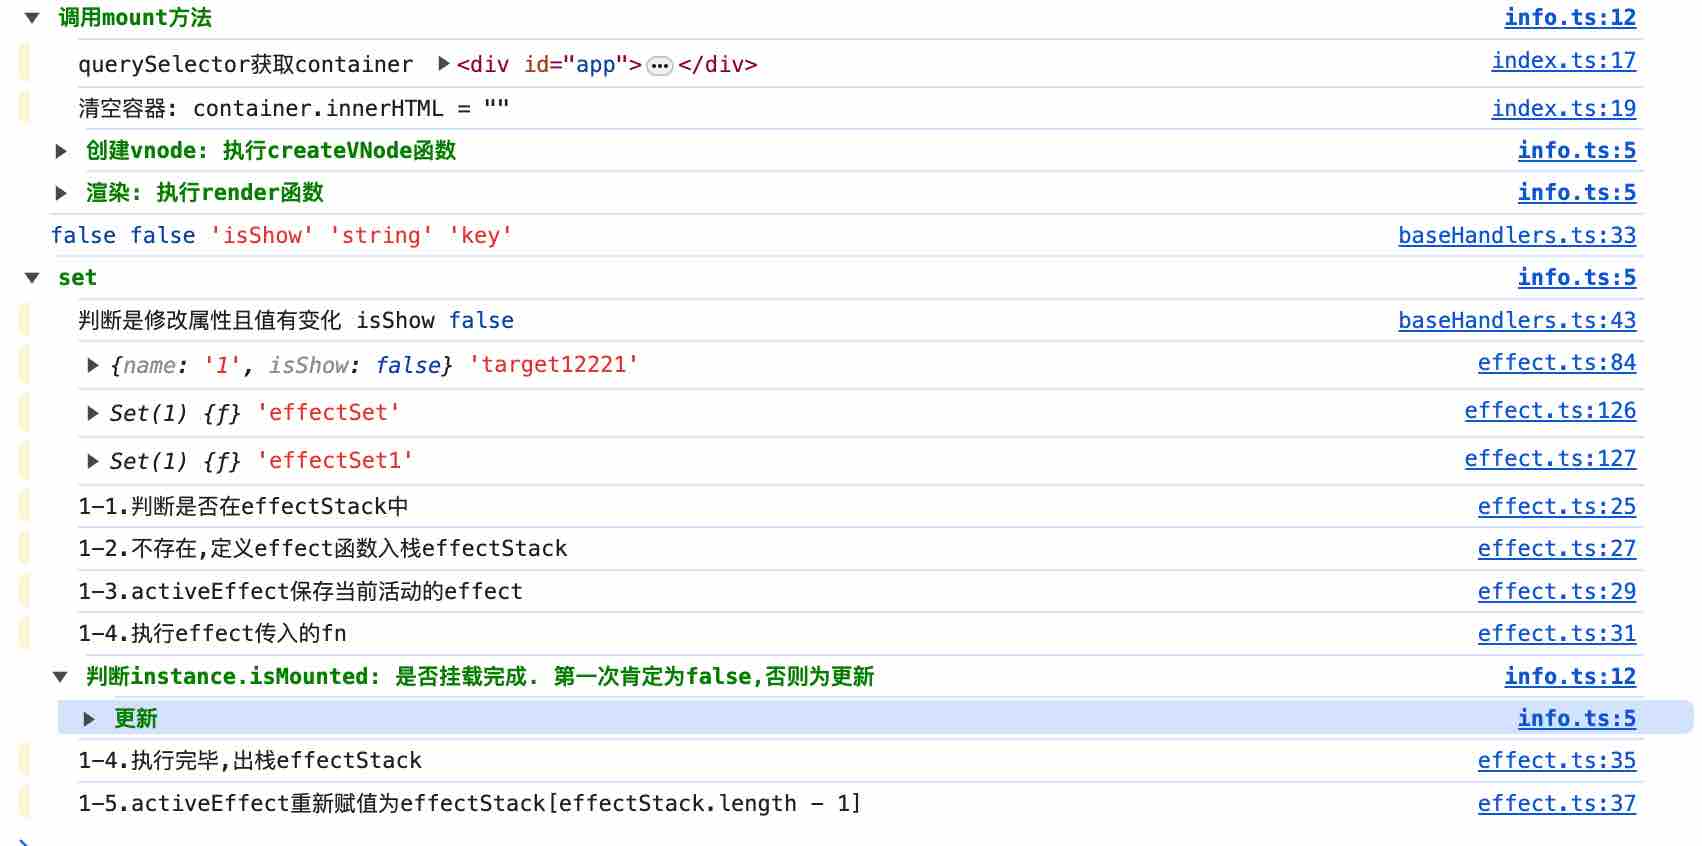 ▼ 调用mount方法 info.ts:12
querySelector获取container ▶<div id="app">…</div> index.ts:17
清空容器: container.innerHTML = "" index.ts:19
▶ 创建vnode: 执行createVNode函数 info.ts:5
▶ 渲染: 执行render函数 info.ts:5
false false 'isShow' 'string' 'key' baseHandlers.ts:33
▼ set info.ts:5
判断是修改属性且值有变化 isShow false baseHandlers.ts:43
▶ {name: '1', isShow: false} 'target12221' effect.ts:84
▶ Set(1) {f} 'effectSet' effect.ts:126
▶ Set(1) {f} 'effectSet1' effect.ts:127
1-1.判断是否在effectStack中 effect.ts:25
1-2.不存在,定义effect函数入栈effectStack effect.ts:27
1-3.activeEffect保存当前活动的effect effect.ts:29
1-4.执行effect传入的fn effect.ts:31
▼ 判断instance.isMounted: 是否挂载完成. 第一次肯定为false,否则为更新 info.ts:12
▶ 更新 info.ts:5
1-4.执行完毕,出栈effectStack effect.ts:35
1-5.activeEffect重新赋值为effectStack[effectStack.length - 1] effect.ts:37